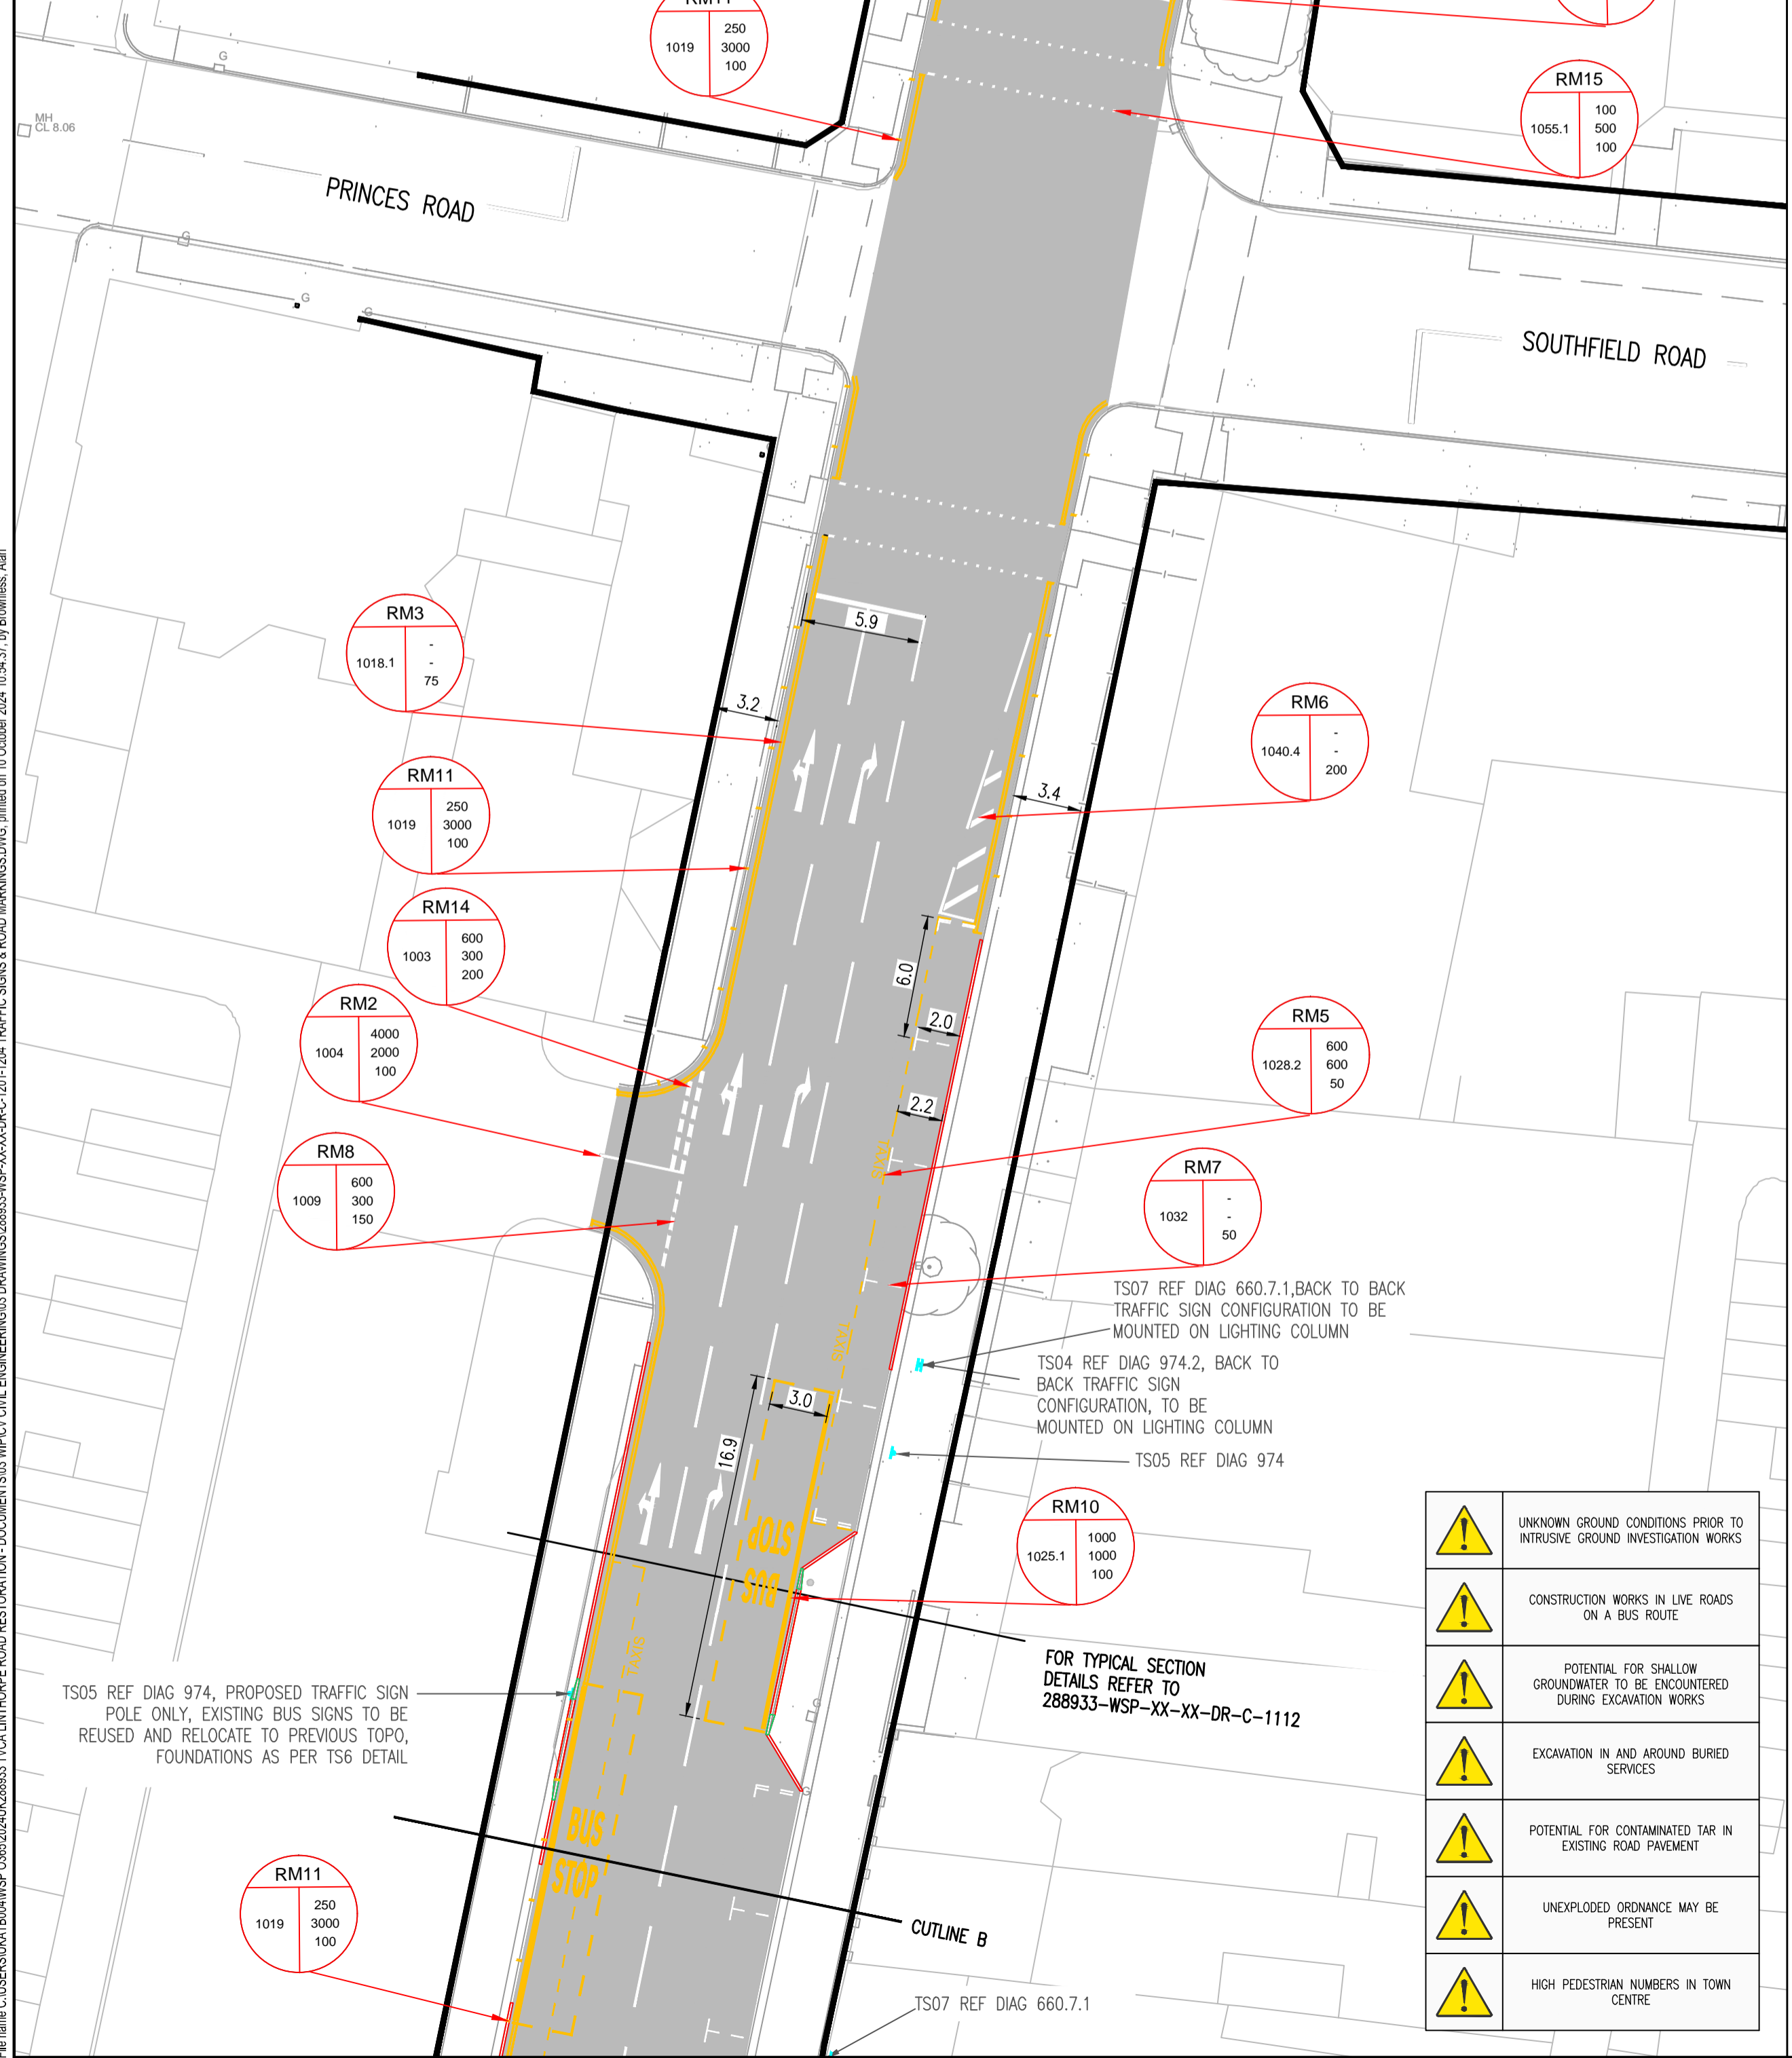 RM11
250
1019
3000
100
RM15
100
1055.1
500
100
G
MH
CL 8.06
PRINCES ROAD
G
G
G
SOUTHFIELD ROAD
RM3
-
1018.1
-
75
5.9
3.2
RM6
-
1040.4
-
200
3.4
RM11
250
1019
3000
100
RM14
600
1003
300
200
6.0
2.0
RM2
4000
1004
2000
100
RM5
600
1028.2
600
50
2.2
TAXIS
RM8
600
1009
300
150
RM7
-
1032
-
50
TS07 REF DIAG 660.7.1,BACK TO BACK
TRAFFIC SIGN CONFIGURATION TO BE
MOUNTED ON LIGHTING COLUMN
TAXIS
TS04 REF DIAG 974.2, BACK TO
BACK TRAFFIC SIGN
CONFIGURATION, TO BE
MOUNTED ON LIGHTING COLUMN
3.0
16.9
TS05 REF DIAG 974
RM10
1000
1025.1
1000
100
BUS
STOP
FOR TYPICAL SECTION
DETAILS REFER TO
288933-WSP-XX-XX-DR-C-1112
TAXIS
TS05 REF DIAG 974, PROPOSED TRAFFIC SIGN
POLE ONLY, EXISTING BUS SIGNS TO BE
REUSED AND RELOCATE TO PREVIOUS TOPO,
FOUNDATIONS AS PER TS6 DETAIL
G
G
BUS
STOP
CUTLINE B
RM11
250
1019
3000
100
TS07 REF DIAG 660.7.1
UNKNOWN GROUND CONDITIONS PRIOR TO
INTRUSIVE GROUND INVESTIGATION WORKS
CONSTRUCTION WORKS IN LIVE ROADS
ON A BUS ROUTE
POTENTIAL FOR SHALLOW
GROUNDWATER TO BE ENCOUNTERED
DURING EXCAVATION WORKS
EXCAVATION IN AND AROUND BURIED
SERVICES
POTENTIAL FOR CONTAMINATED TAR IN
EXISTING ROAD PAVEMENT
UNEXPLODED ORDNANCE MAY BE
PRESENT
HIGH PEDESTRIAN NUMBERS IN TOWN
CENTRE